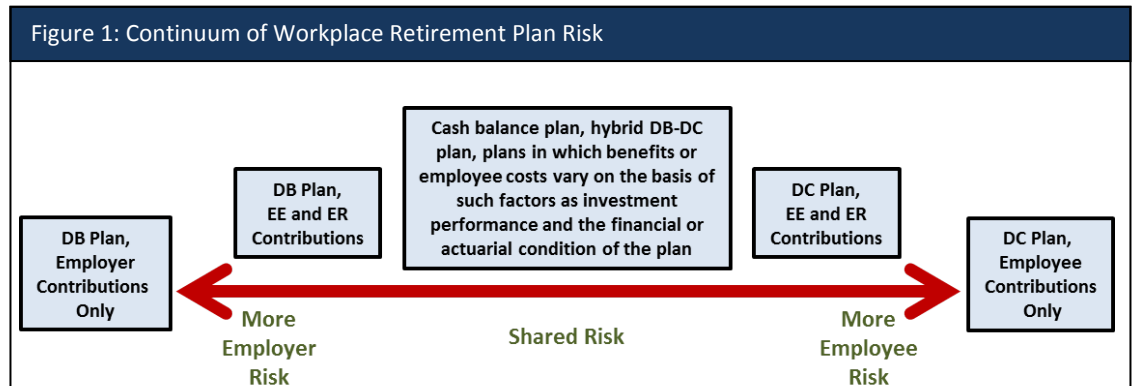 Figure 1: Continuum of Workplace Retirement Plan Risk
DB Plan,
Employer
Contributions
Only
DB Plan,
EE and ER
Contributions
Cash balance plan, hybrid DB-DC
plan, plans in which benefits or
employee costs vary on the basis of
such factors as investment
performance and the financial or
actuarial condition of the plan
DC Plan,
EE and ER
Contributions
DC Plan,
Employee
Contributions
Only
More
Employer
Risk
Shared Risk
More
Employee
Risk